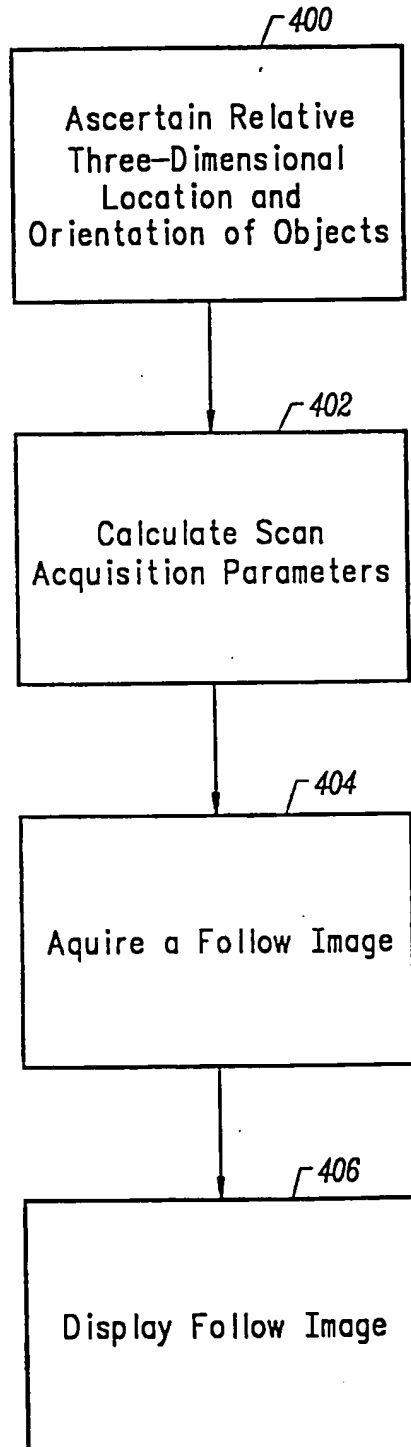 400
Ascertain Relative
Three-Dimensional
Location and
Orientation of Objects
402
Calculate Scan
Acquisition Parameters
404
Aquire a Follow Image
406
Display Follow Image